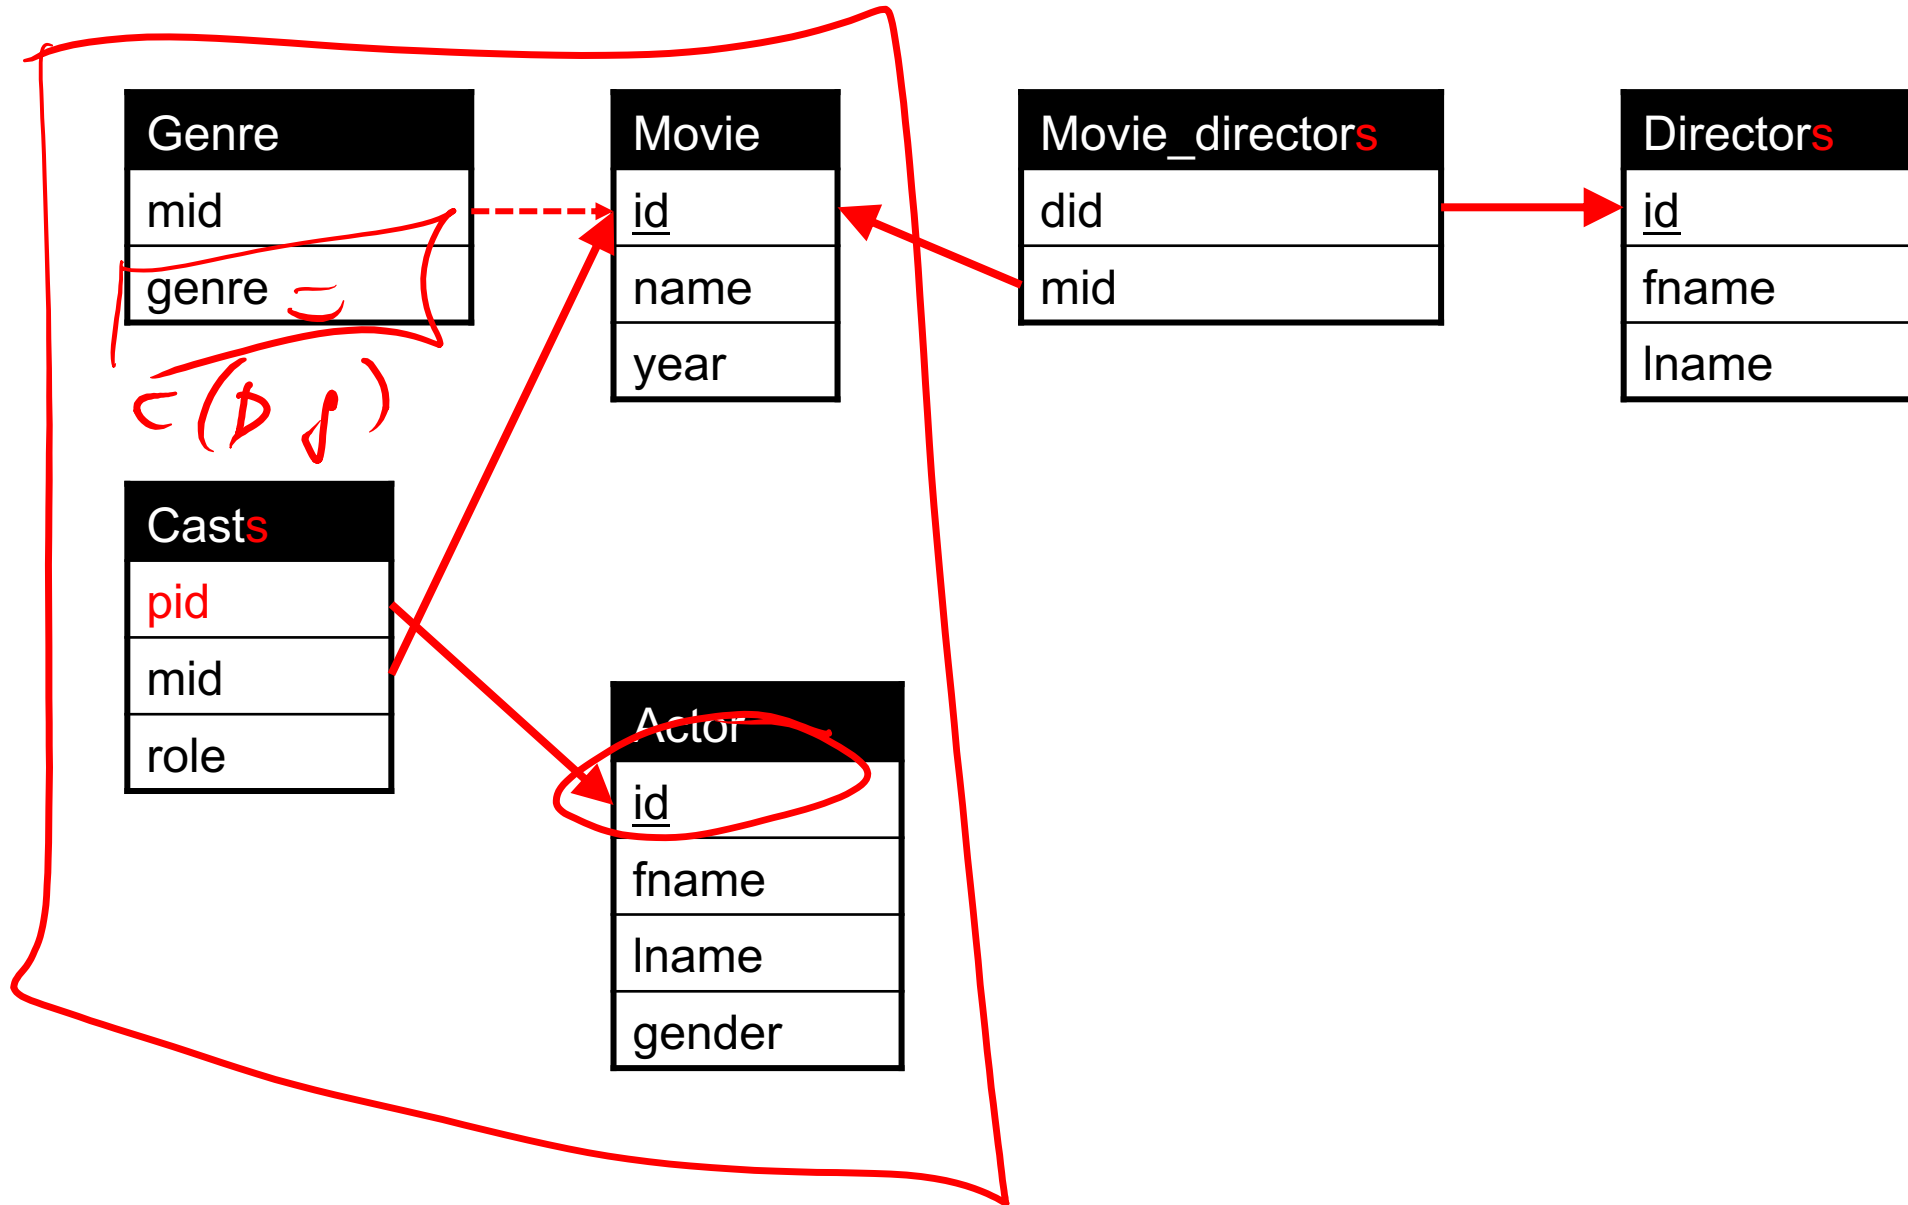 Genre
mid
genre =
Movie
id
name
year
Movie_directors
did
mid
Directors
id
fname
lname
Casts
pid
mid
role
Actor
id
fname
lname
gender